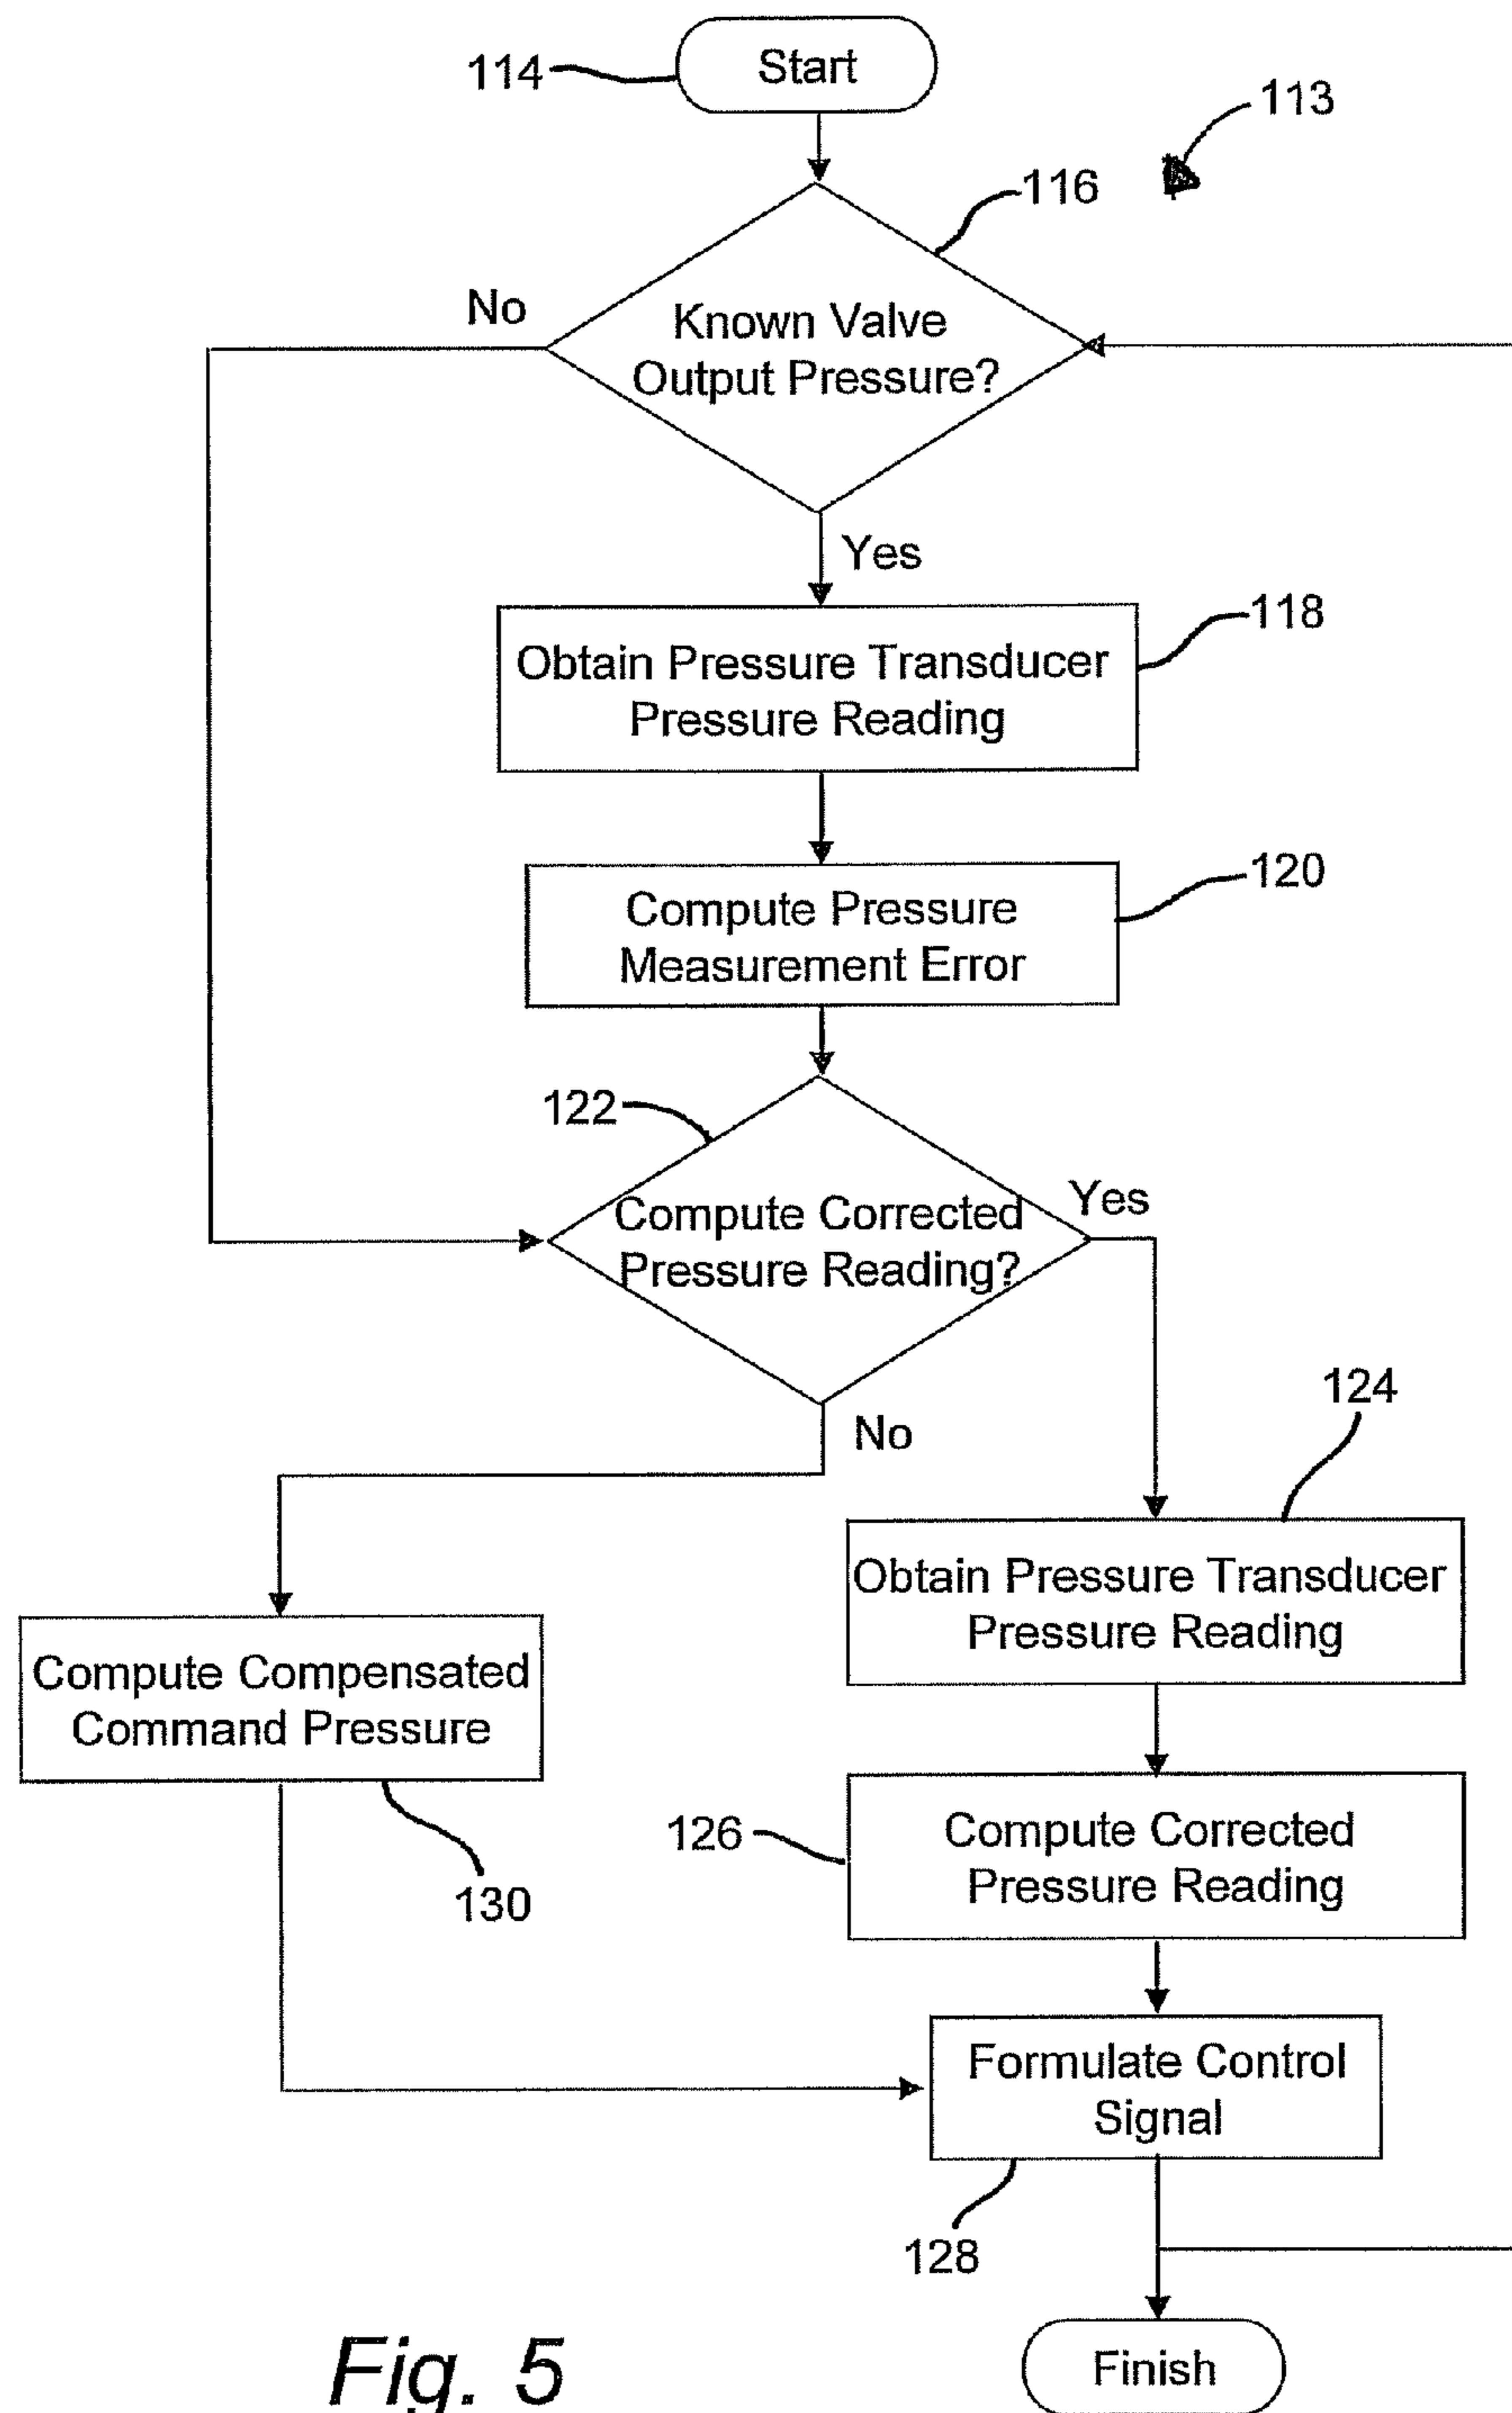 Start
114
113
116
No
Known Valve
Output Pressure?
Yes
118
Obtain Pressure Transducer
Pressure Reading
120
Compute Pressure
Measurement Error
122
Yes
Compute Corrected
Pressure Reading?
No
124
Obtain Pressure Transducer
Pressure Reading
Compute Compensated
Command Pressure
130
126
Compute Corrected
Pressure Reading
Formulate Control
Signal
128
Finish
Fig. 5